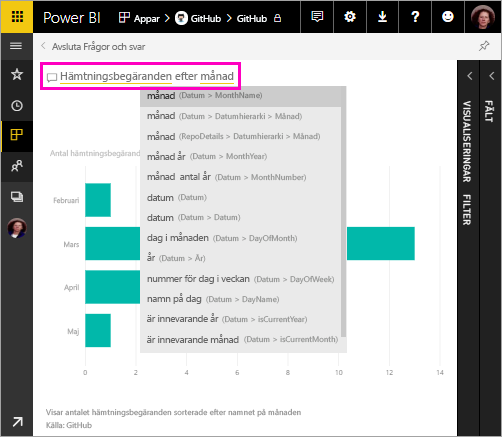 Power BI Appar > GitHub > GitHub
Avsluta Frågor och svar
Hämtningsbegäranden efter månad
månad (Datum > MonthName)
månad (Datum > Datumhierarki > Månad)
månad (RepoDetails > Datumhierarki > Månad)
Antal hämtningsbegärande
månad år (Datum > MonthYear)
månad antal år (Datum > MonthNumber)
datum (Datum)
datum (Datum > Datum)
dag i månaden (Datum > DayOfMonth)
år (Datum > År)
nummer för dag i veckan (Datum > DayOfWeek)
namn på dag (Datum > DayName)
är innevarande år (Datum > isCurrentYear)
är innevarande månad (Datum > isCurrentMonth)
Februari
Mars
April
Maj
0 2 4 6 8 10 12 14
Visar antalet hämtningsbegäranden sorterade efter namnet på månaden
Källa: GitHub
VISUALISERINGAR
FILTER
FÄLT